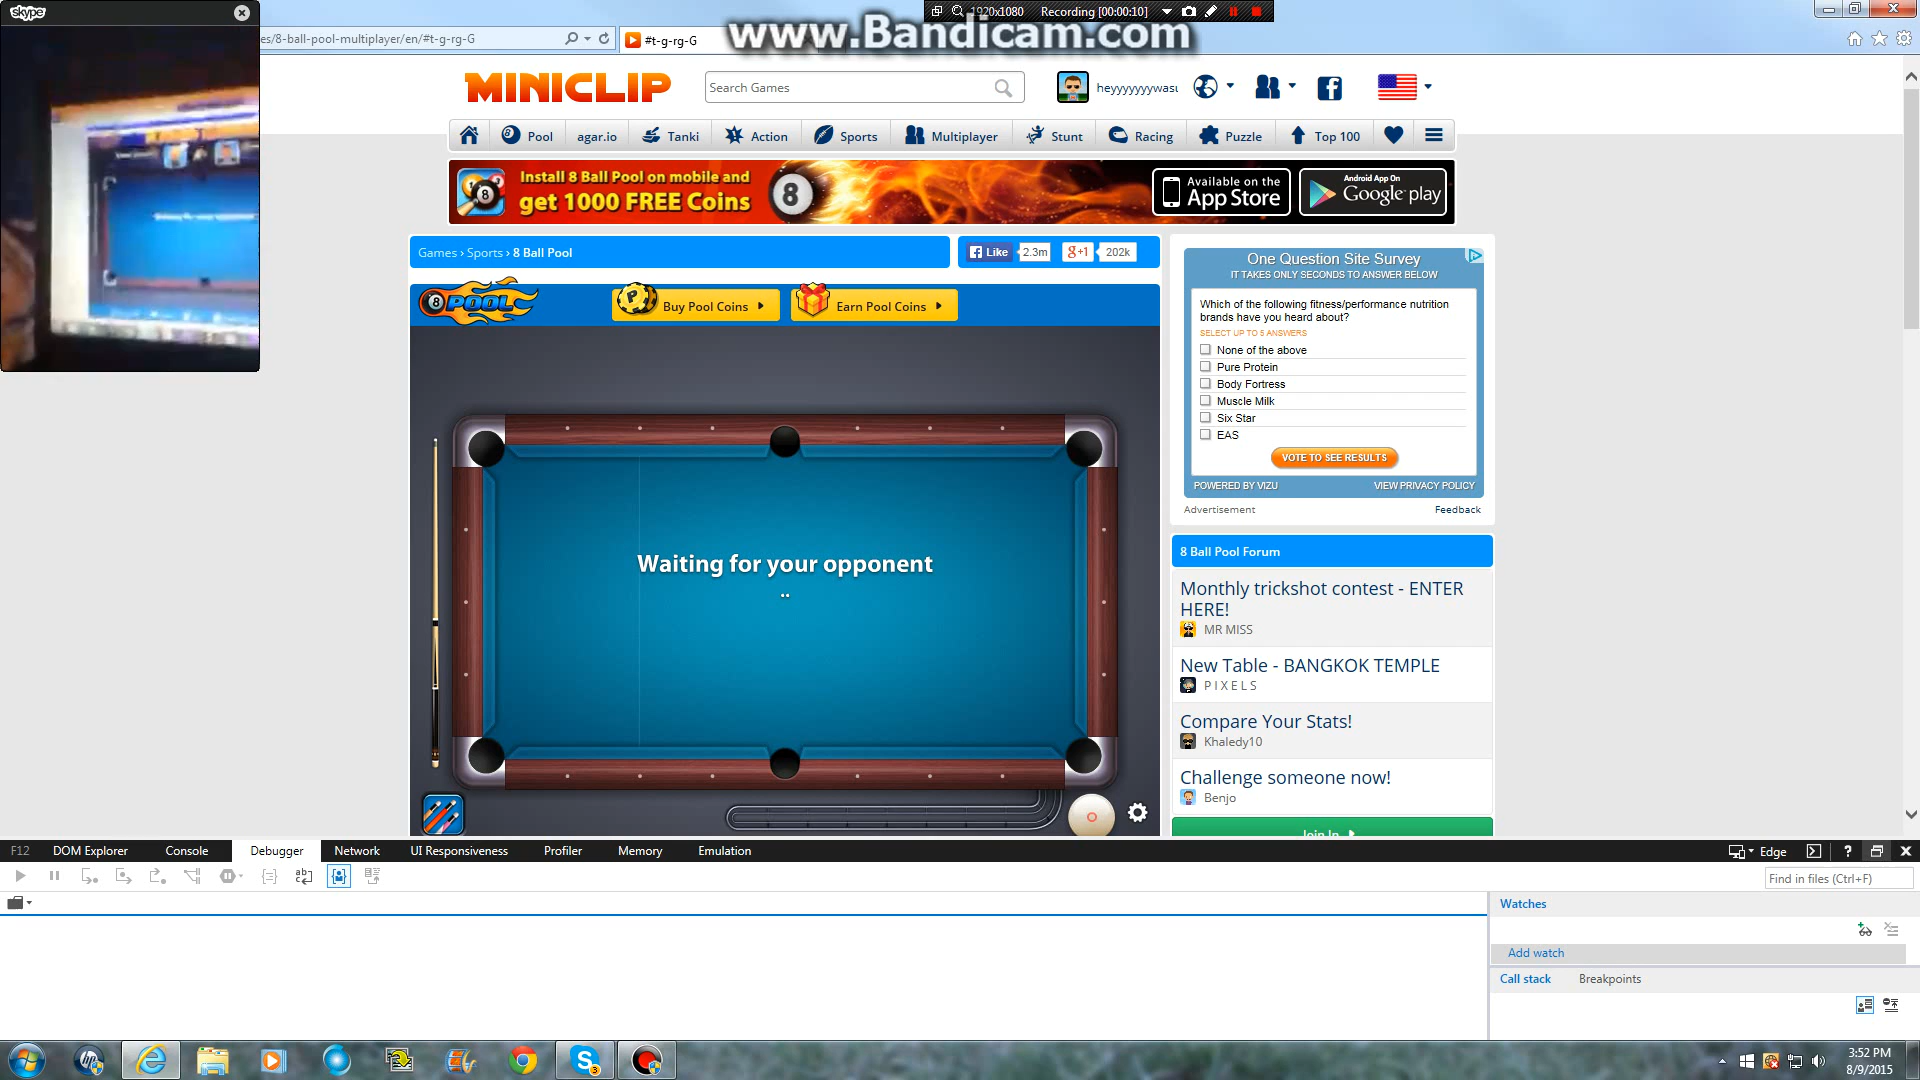 skype
1920x1080 Recording [00:00:10]
www.Bandicam.com
es/8-ball-pool-multiplayer/en/#t-g-rg-G
#t-g-rg-G
MINICLIP
Search Games
heyyyyyyywasu
Pool
agar.io
Tanki
Action
Sports
Multiplayer
Stunt
Racing
Puzzle
Top 100
Install 8 Ball Pool on mobile and
get 1000 FREE Coins
8
Available on the
App Store
Android App On
Google play
Games › Sports › 8 Ball Pool
Like 2.3m
g+1 202k
8 POOL
Buy Pool Coins
Earn Pool Coins
Waiting for your opponent
..
One Question Site Survey
IT TAKES ONLY SECONDS TO ANSWER BELOW
Which of the following fitness/performance nutrition
brands have you heard about?
SELECT UP TO 5 ANSWERS
None of the above
Pure Protein
Body Fortress
Muscle Milk
Six Star
EAS
VOTE TO SEE RESULTS
POWERED BY VIZU
VIEW PRIVACY POLICY
Advertisement
Feedback
8 Ball Pool Forum
Monthly trickshot contest - ENTER
HERE!
MR MISS
New Table - BANGKOK TEMPLE
P I X E L S
Compare Your Stats!
Khaledy10
Challenge someone now!
Benjo
Join In
F12 DOM Explorer Console Debugger Network UI Responsiveness Profiler Memory Emulation
Edge ?
Find in files (Ctrl+F)
Watches
Add watch
Call stack
Breakpoints
3:52 PM
8/9/2015